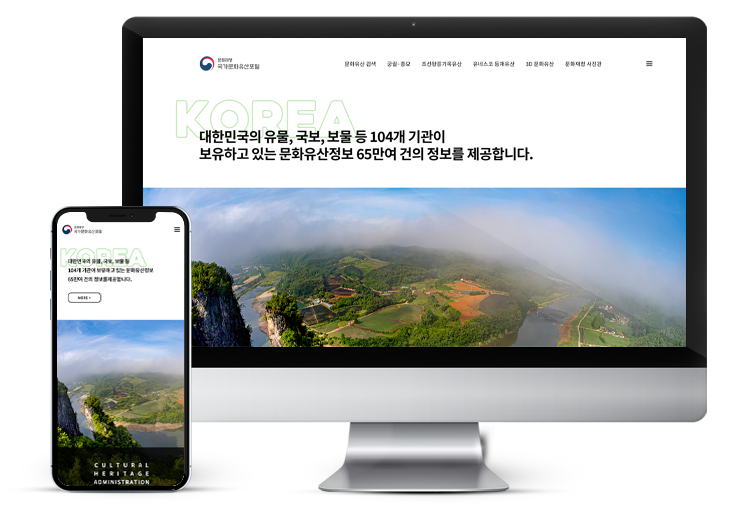 문화재청
국가문화유산포털
문화유산 검색 궁궐·종묘 조선왕릉기록유산 유네스코 등재유산 3D 문화유산 문화재청 사진관
KOREA
대한민국의 유물, 국보, 보물 등 104개 기관이
보유하고 있는 문화유산정보 65만여 건의 정보를 제공합니다.
문화재청
국가문화유산포털
KOREA
대한민국의 유물, 국보, 보물 등
104개 기관이 보유하고 있는 문화유산정보
65만여 건의 정보를제공합니다.
MORE +
CULTURAL
HERITAGE
ADMINISTRATION